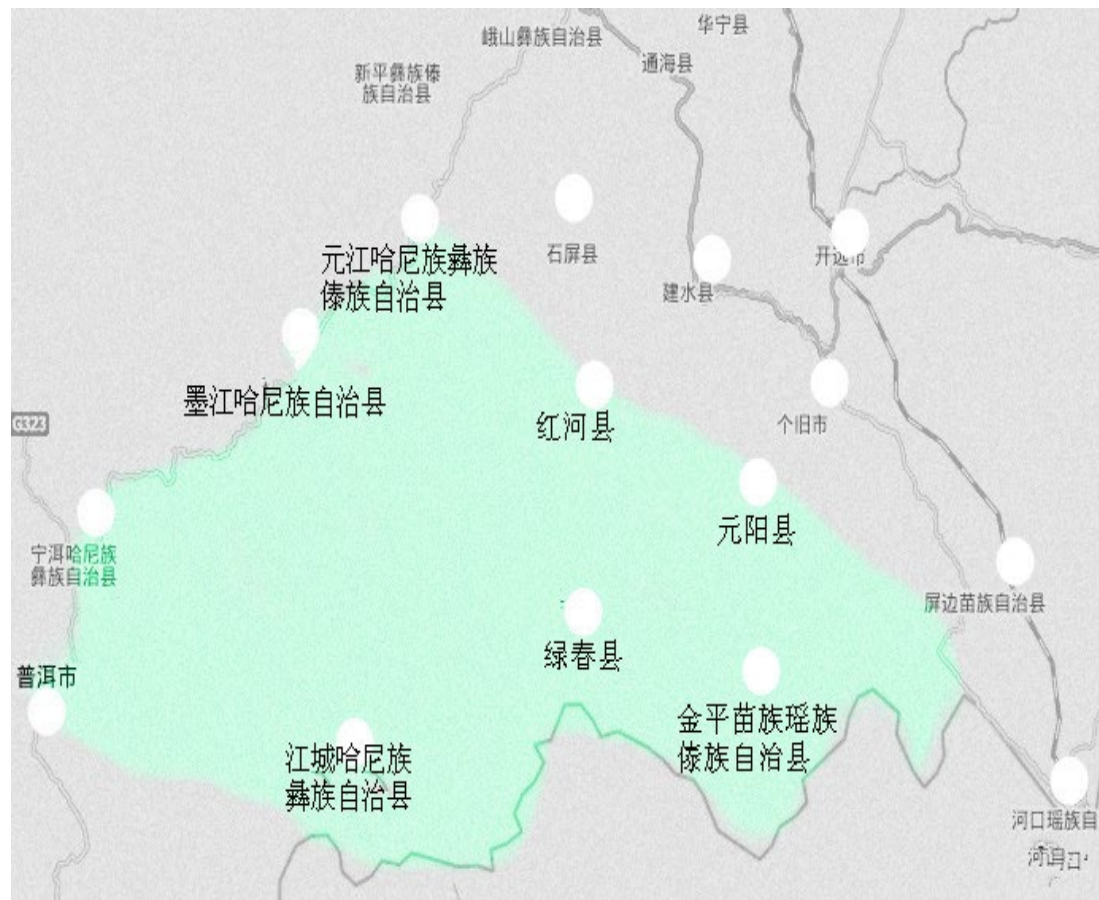 华宁县
峨山彝族自治县
通海县
新平彝族傣
族自治县
元江哈尼族彝族
傣族自治县
石屏县
开远市
建水县
墨江哈尼族自治县
G323
红河县
个旧市
元阳县
宁洱哈尼族
彝族自治县
屏边苗族自治县
绿春县
普洱市
金平苗族瑶族
傣族自治县
江城哈尼族
彝族自治县
河口瑶族自